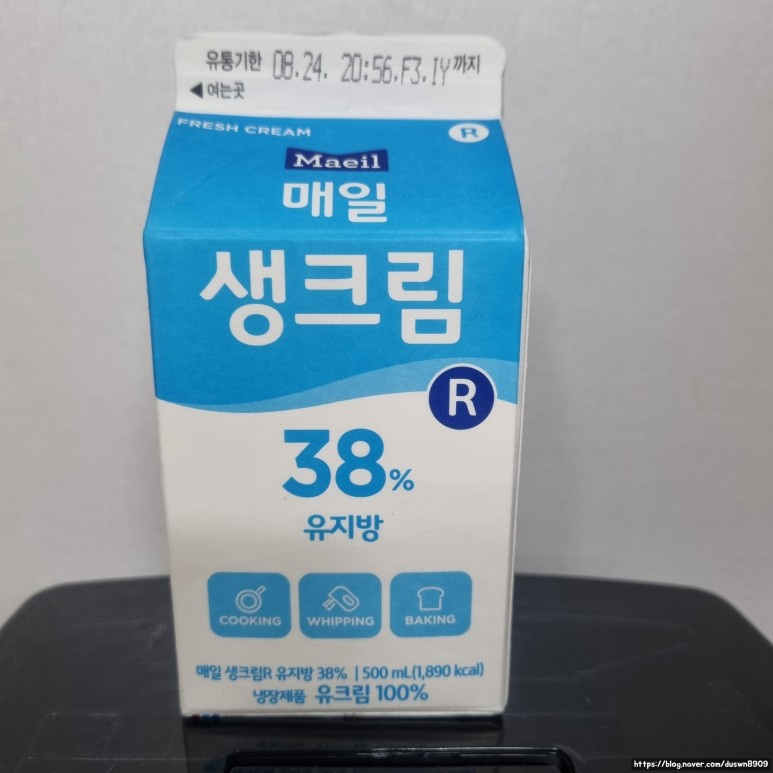 유통기한 08.24. 20:56.F3.IY 까지
◀여는곳
FRESH CREAM
R
Maeil
매일
생크림
R
38%
유지방
COOKING WHIPPING BAKING
매일 생크림R 유지방 38% | 500 mL(1,890 kcal)
냉장제품 유크림 100%
https://blog.naver.com/duswn8909